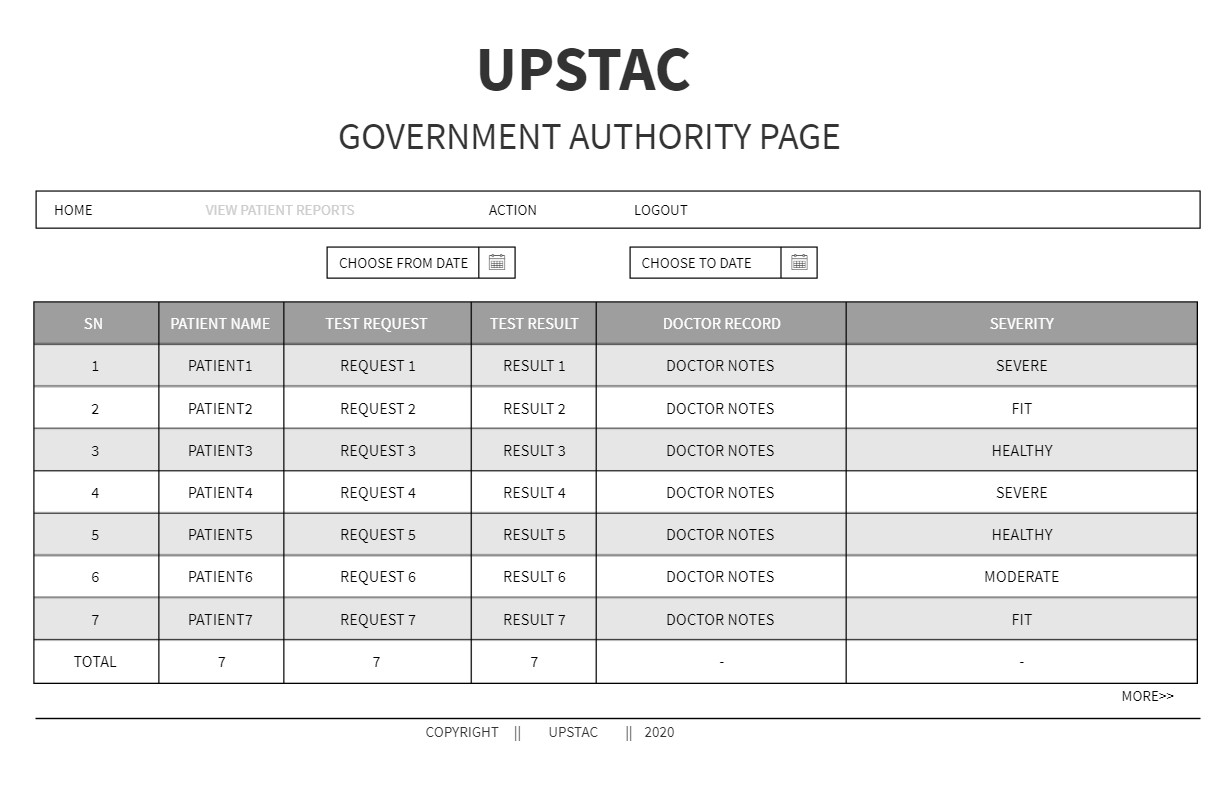 UPSTAC
GOVERNMENT AUTHORITY PAGE
HOME VIEW PATIENT REPORTS ACTION LOGOUT
CHOOSE FROM DATE CHOOSE TO DATE
SN PATIENT NAME TEST REQUEST TEST RESULT DOCTOR RECORD SEVERITY
1 PATIENT1 REQUEST 1 RESULT 1 DOCTOR NOTES SEVERE
2 PATIENT2 REQUEST 2 RESULT 2 DOCTOR NOTES FIT
3 PATIENT3 REQUEST 3 RESULT 3 DOCTOR NOTES HEALTHY
4 PATIENT4 REQUEST 4 RESULT 4 DOCTOR NOTES SEVERE
5 PATIENT5 REQUEST 5 RESULT 5 DOCTOR NOTES HEALTHY
6 PATIENT6 REQUEST 6 RESULT 6 DOCTOR NOTES MODERATE
7 PATIENT7 REQUEST 7 RESULT 7 DOCTOR NOTES FIT
TOTAL 7 7 7 - -
MORE>>
COPYRIGHT || UPSTAC || 2020